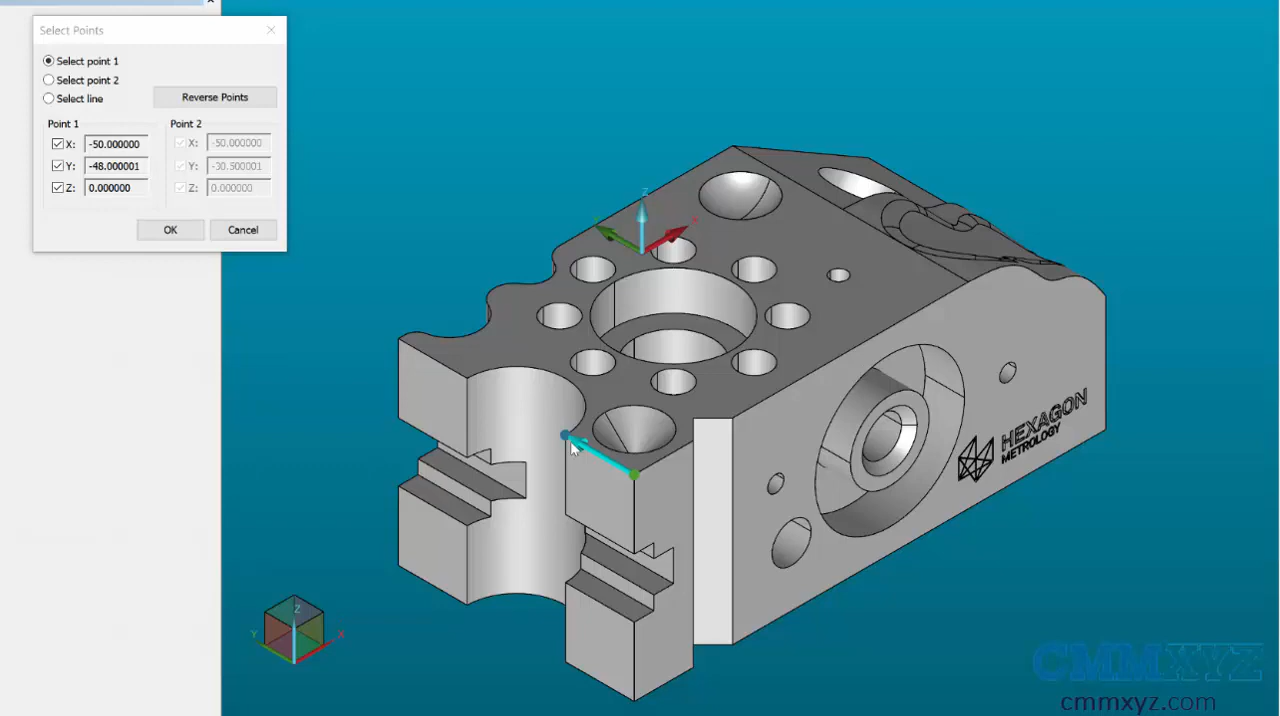 Select Points
Select point 1
Select point 2
Select line
Reverse Points
Point 1
Point 2
X: -50.000000
X: -50.000000
Y: -48.000001
Y: -30.500001
Z: 0.000000
Z: 0.000000
OK
Cancel
Z
Y
X
HEXAGON
METROLOGY
Z
Y
X
CMMXYZ
cmmxyz.com